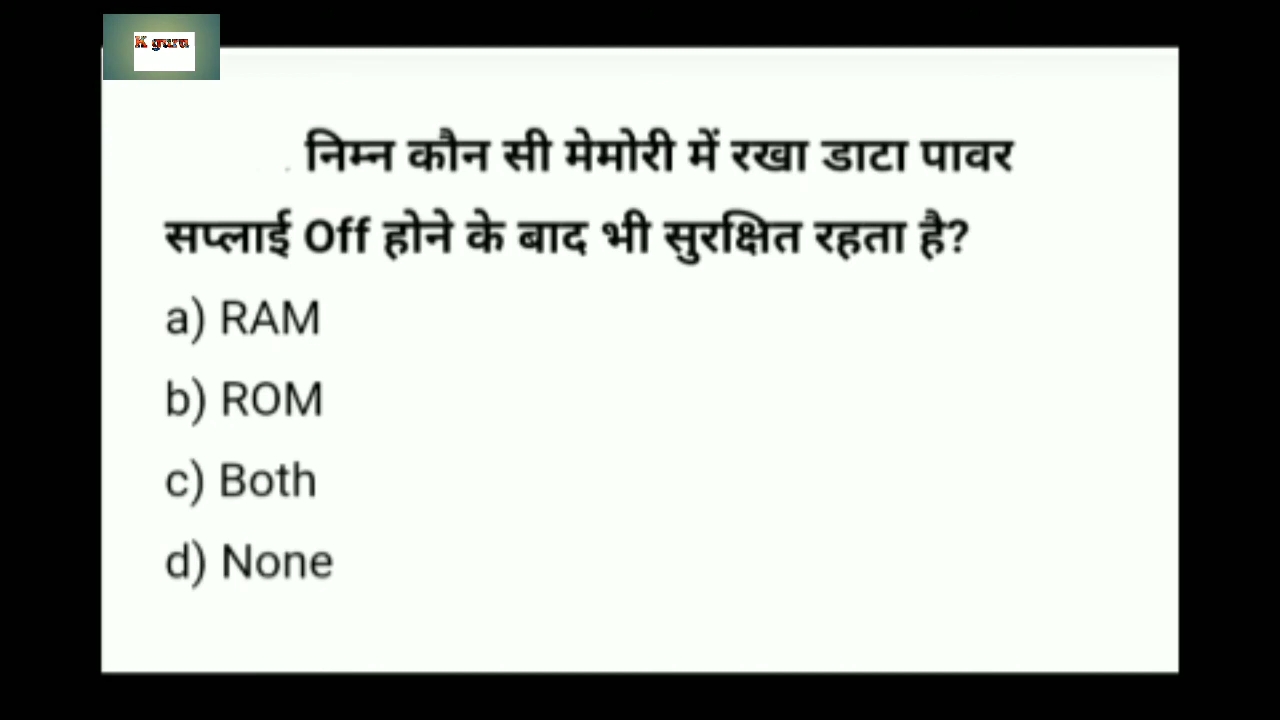 K guru
निम्न कौन सी मेमोरी में रखा डाटा पावर
सप्लाई Off होने के बाद भी सुरक्षित रहता है?
a) RAM
b) ROM
c) Both
d) None